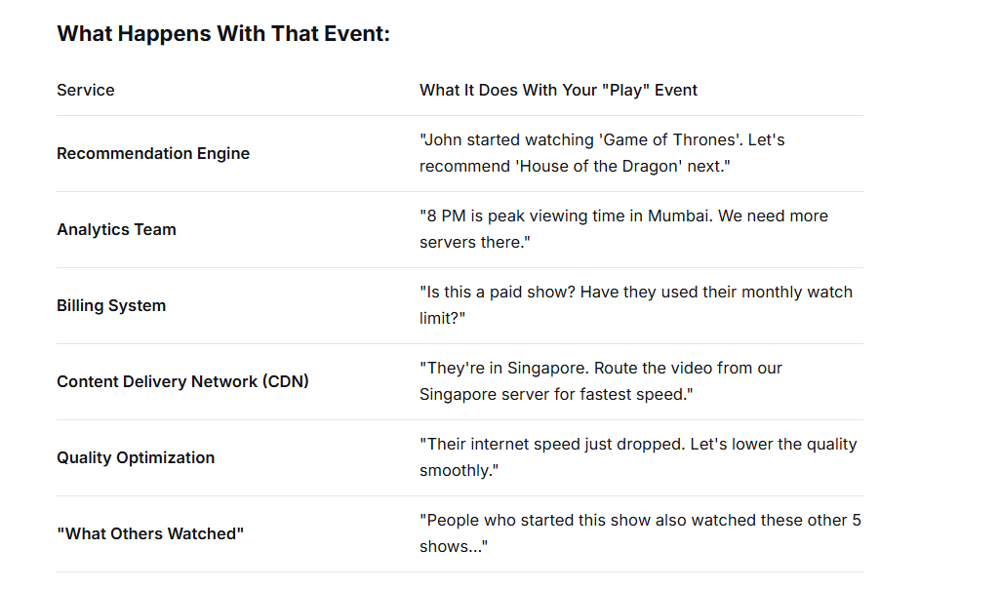 What Happens With That Event:
Service
What It Does With Your "Play" Event
Recommendation Engine
"John started watching 'Game of Thrones'. Let's
recommend 'House of the Dragon' next."
Analytics Team
"8 PM is peak viewing time in Mumbai. We need more
servers there."
Billing System
"Is this a paid show? Have they used their monthly watch
limit?"
Content Delivery Network (CDN)
"They're in Singapore. Route the video from our
Singapore server for fastest speed."
Quality Optimization
"Their internet speed just dropped. Let's lower the quality
smoothly."
"What Others Watched"
"People who started this show also watched these other 5
shows..."